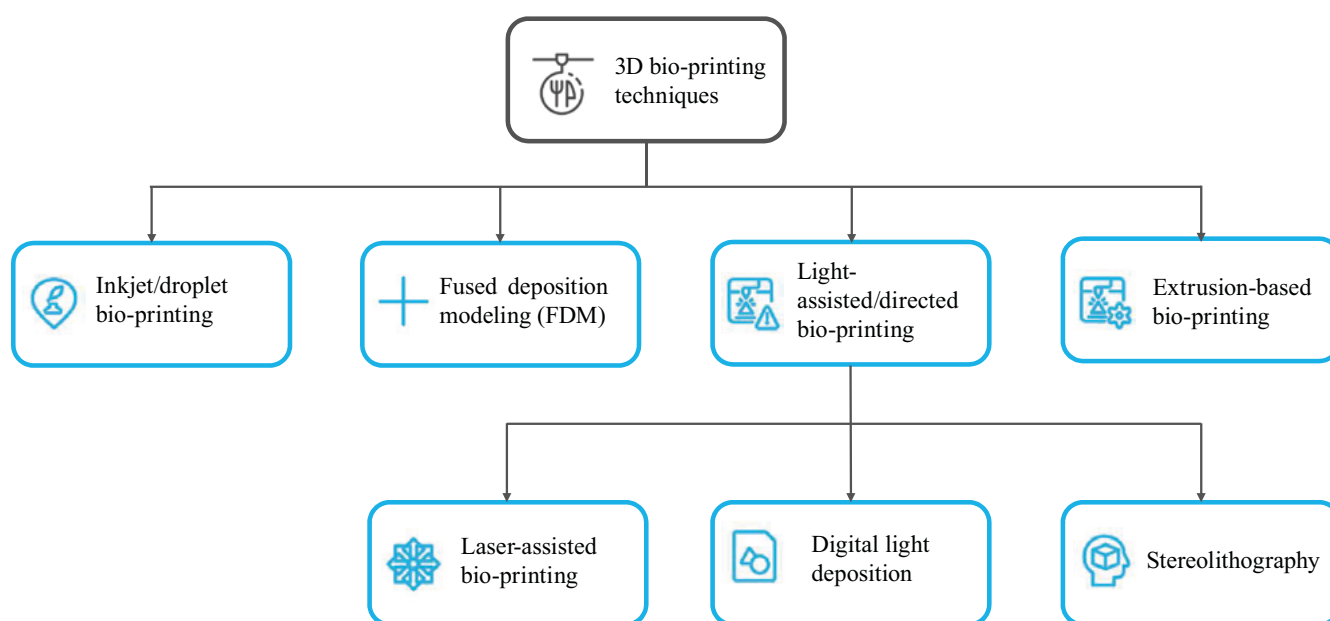 3D bio-printing
techniques
Inkjet/droplet
bio-printing
Fused deposition
modeling (FDM)
Light-
assisted/directed
bio-printing
Extrusion-based
bio-printing
Laser-assisted
bio-printing
Digital light
deposition
Stereolithography